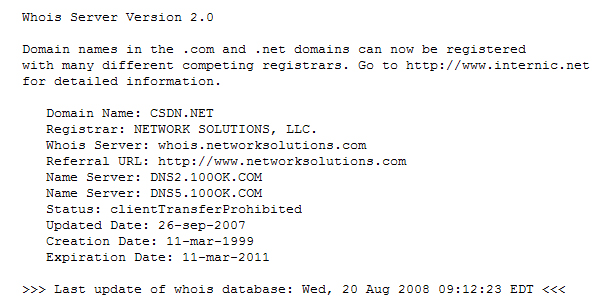 Whois Server Version 2.0
Domain names in the .com and .net domains can now be registered
with many different competing registrars. Go to http://www.internic.net
for detailed information.
Domain Name: CSDN.NET
Registrar: NETWORK SOLUTIONS, LLC.
Whois Server: whois.networksolutions.com
Referral URL: http://www.networksolutions.com
Name Server: DNS2.100OK.COM
Name Server: DNS5.100OK.COM
Status: clientTransferProhibited
Updated Date: 26-sep-2007
Creation Date: 11-mar-1999
Expiration Date: 11-mar-2011
>>> Last update of whois database: Wed, 20 Aug 2008 09:12:23 EDT <<<